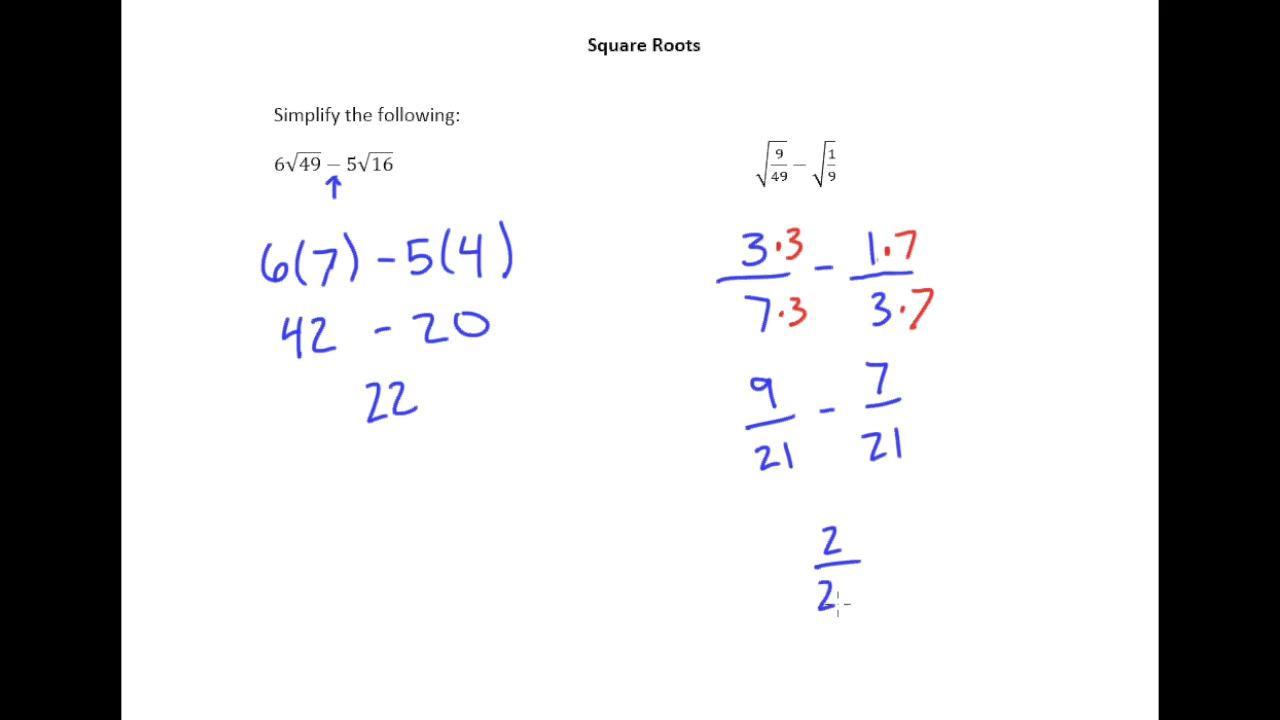 Square Roots
Simplify the following:
6√49 − 5√16
6(7) - 5(4)
42 - 20
22
√(9/49) − √(1/9)
3·3/7·3 - 1·7/3·7
9/21 - 7/21
2/2